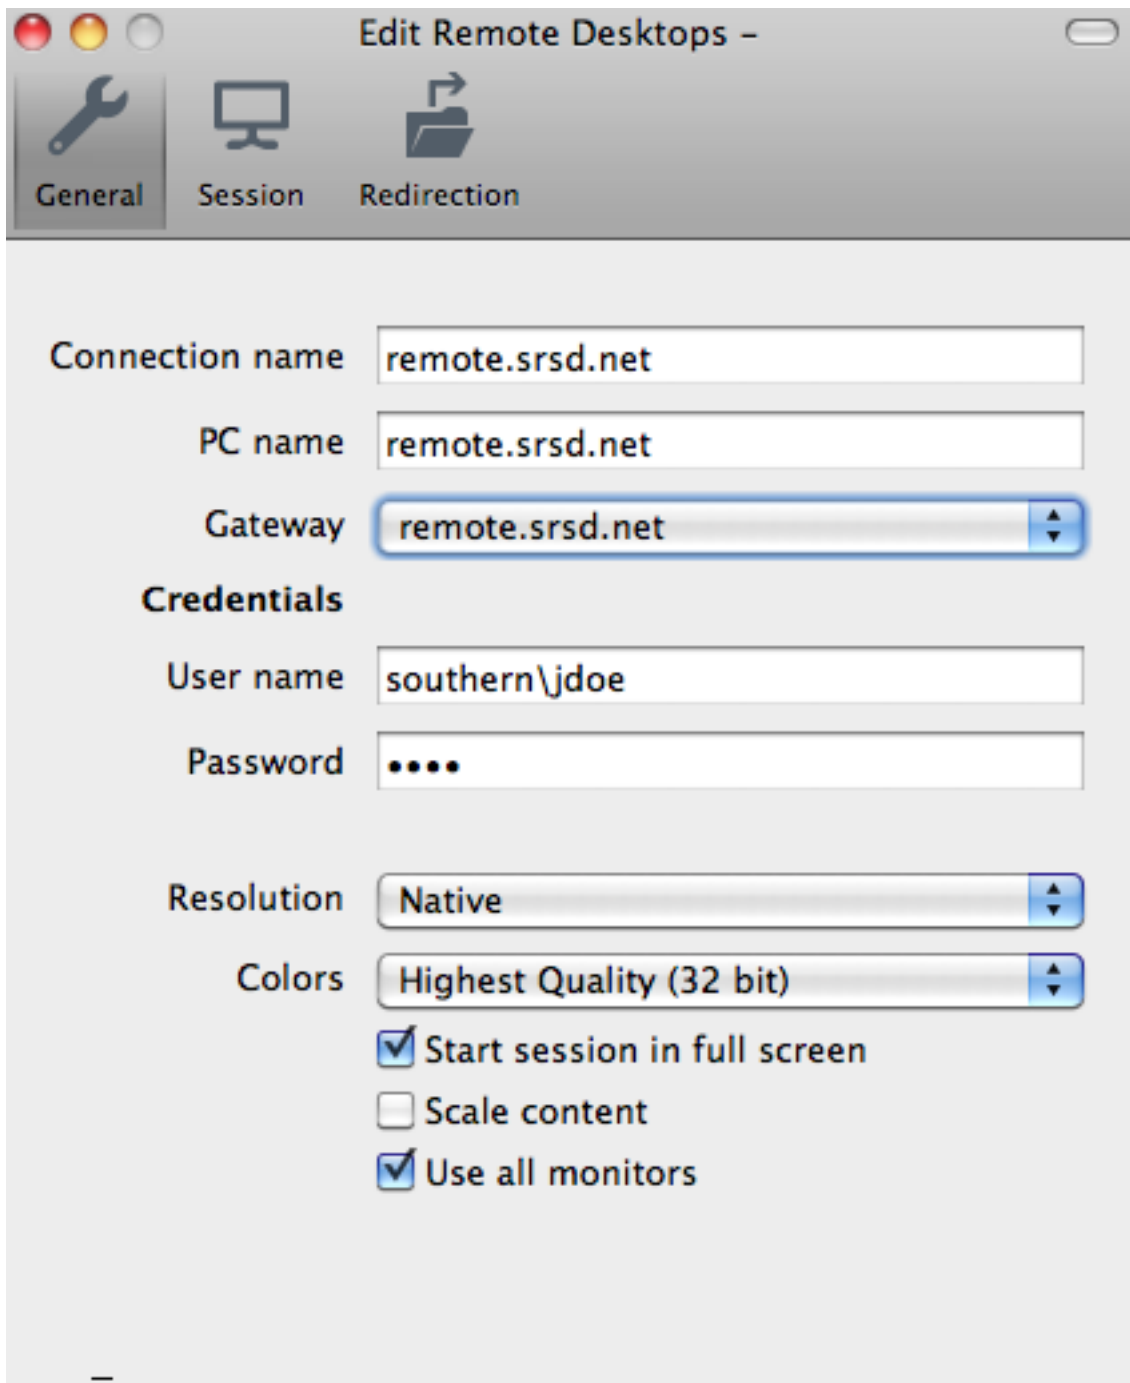 Edit Remote Desktops –
General Session Redirection
Connection name remote.srsd.net
PC name remote.srsd.net
Gateway remote.srsd.net
Credentials
User name southern\jdoe
Password ••••
Resolution Native
Colors Highest Quality (32 bit)
Start session in full screen
Scale content
Use all monitors